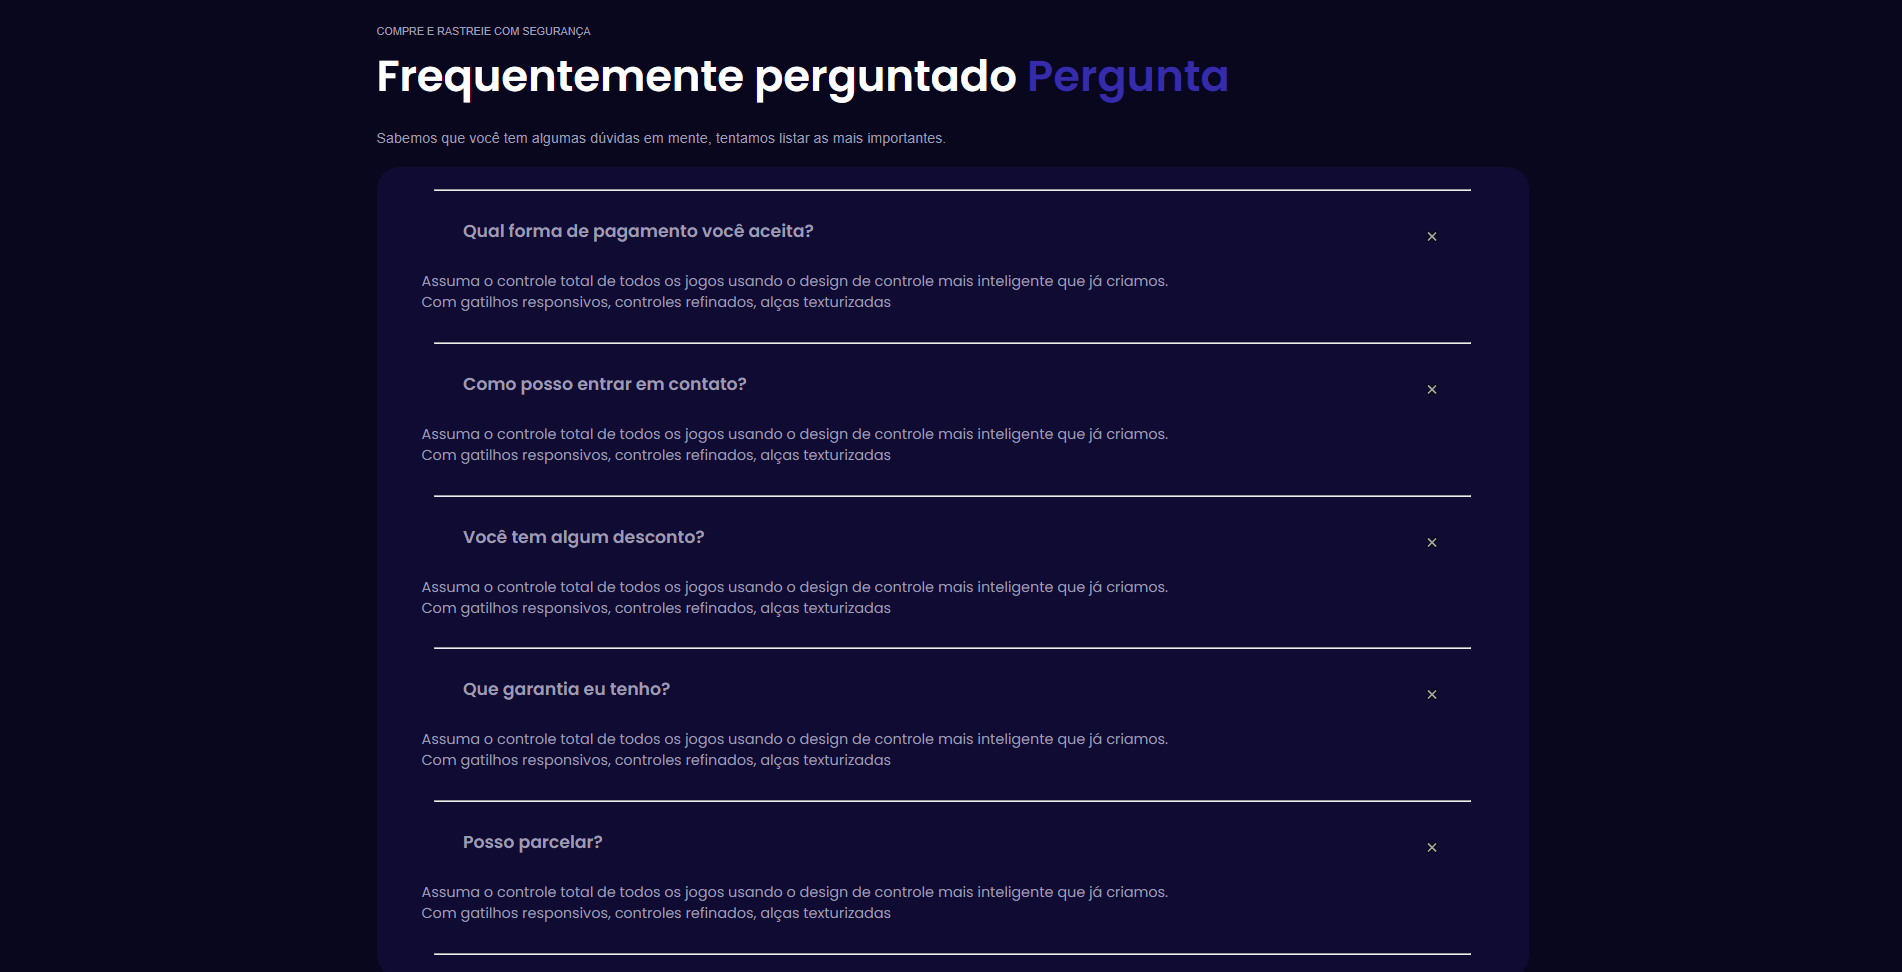 COMPRE E RASTREIE COM SEGURANÇA
Frequentemente perguntado Pergunta
Sabemos que você tem algumas dúvidas em mente, tentamos listar as mais importantes.
Qual forma de pagamento você aceita?
Assuma o controle total de todos os jogos usando o design de controle mais inteligente que já criamos.
Com gatilhos responsivos, controles refinados, alças texturizadas
Como posso entrar em contato?
Assuma o controle total de todos os jogos usando o design de controle mais inteligente que já criamos.
Com gatilhos responsivos, controles refinados, alças texturizadas
Você tem algum desconto?
Assuma o controle total de todos os jogos usando o design de controle mais inteligente que já criamos.
Com gatilhos responsivos, controles refinados, alças texturizadas
Que garantia eu tenho?
Assuma o controle total de todos os jogos usando o design de controle mais inteligente que já criamos.
Com gatilhos responsivos, controles refinados, alças texturizadas
Posso parcelar?
Assuma o controle total de todos os jogos usando o design de controle mais inteligente que já criamos.
Com gatilhos responsivos, controles refinados, alças texturizadas